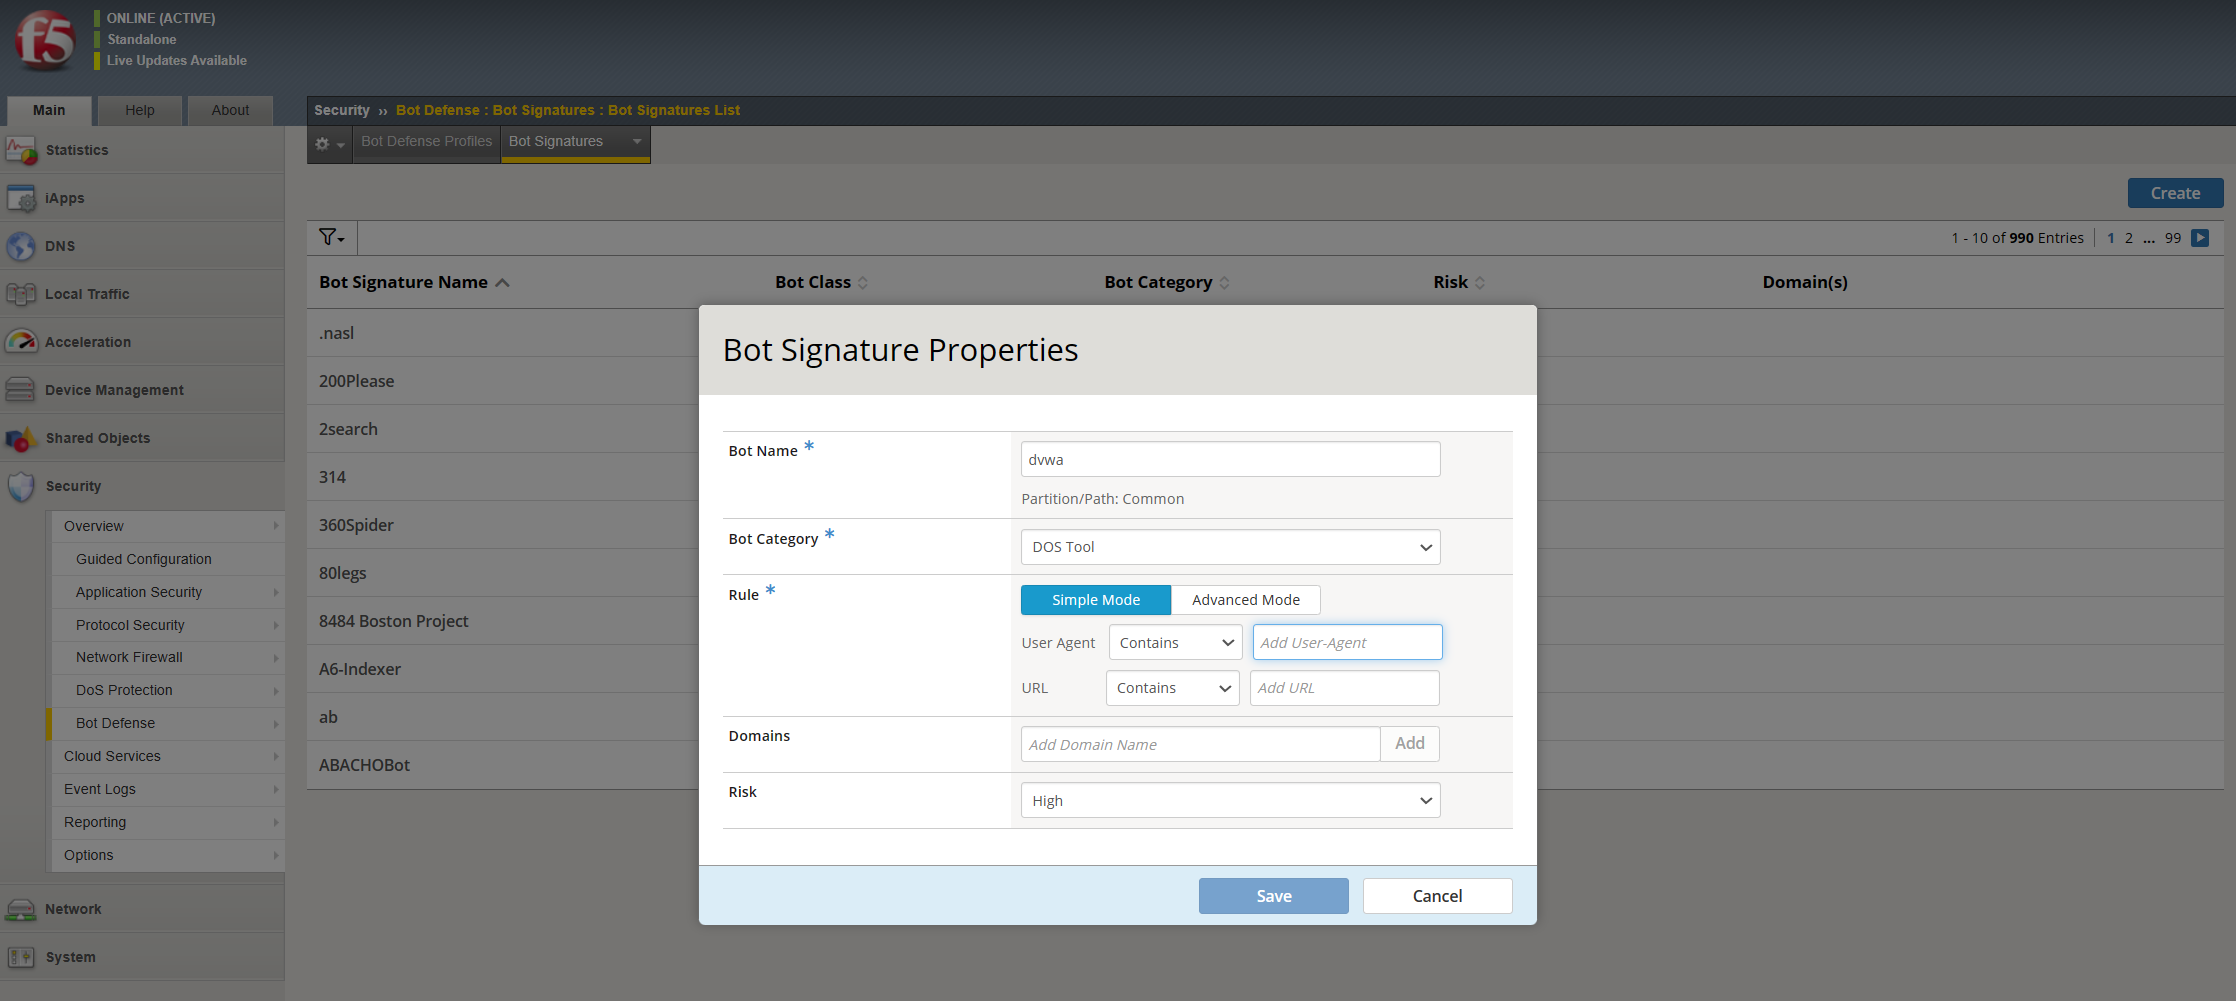 f5
ONLINE (ACTIVE)
Standalone
Live Updates Available
Main Help About
Security ›› Bot Defense : Bot Signatures : Bot Signatures List
Bot Defense Profiles Bot Signatures
Statistics
iApps
DNS
Local Traffic
Acceleration
Device Management
Shared Objects
Security
Overview
Guided Configuration
Application Security
Protocol Security
Network Firewall
DoS Protection
Bot Defense
Cloud Services
Event Logs
Reporting
Options
Network
System
Create
1 - 10 of 990 Entries 1 2 ... 99
Bot Signature Name Bot Class Bot Category Risk Domain(s)
.nasl
200Please
2search
314
360Spider
80legs
8484 Boston Project
A6-Indexer
ab
ABACHOBot
Bot Signature Properties
Bot Name * dvwa
Partition/Path: Common
Bot Category * DOS Tool
Rule * Simple Mode Advanced Mode
User Agent Contains Add User-Agent
URL Contains Add URL
Domains Add Domain Name Add
Risk High
Save Cancel